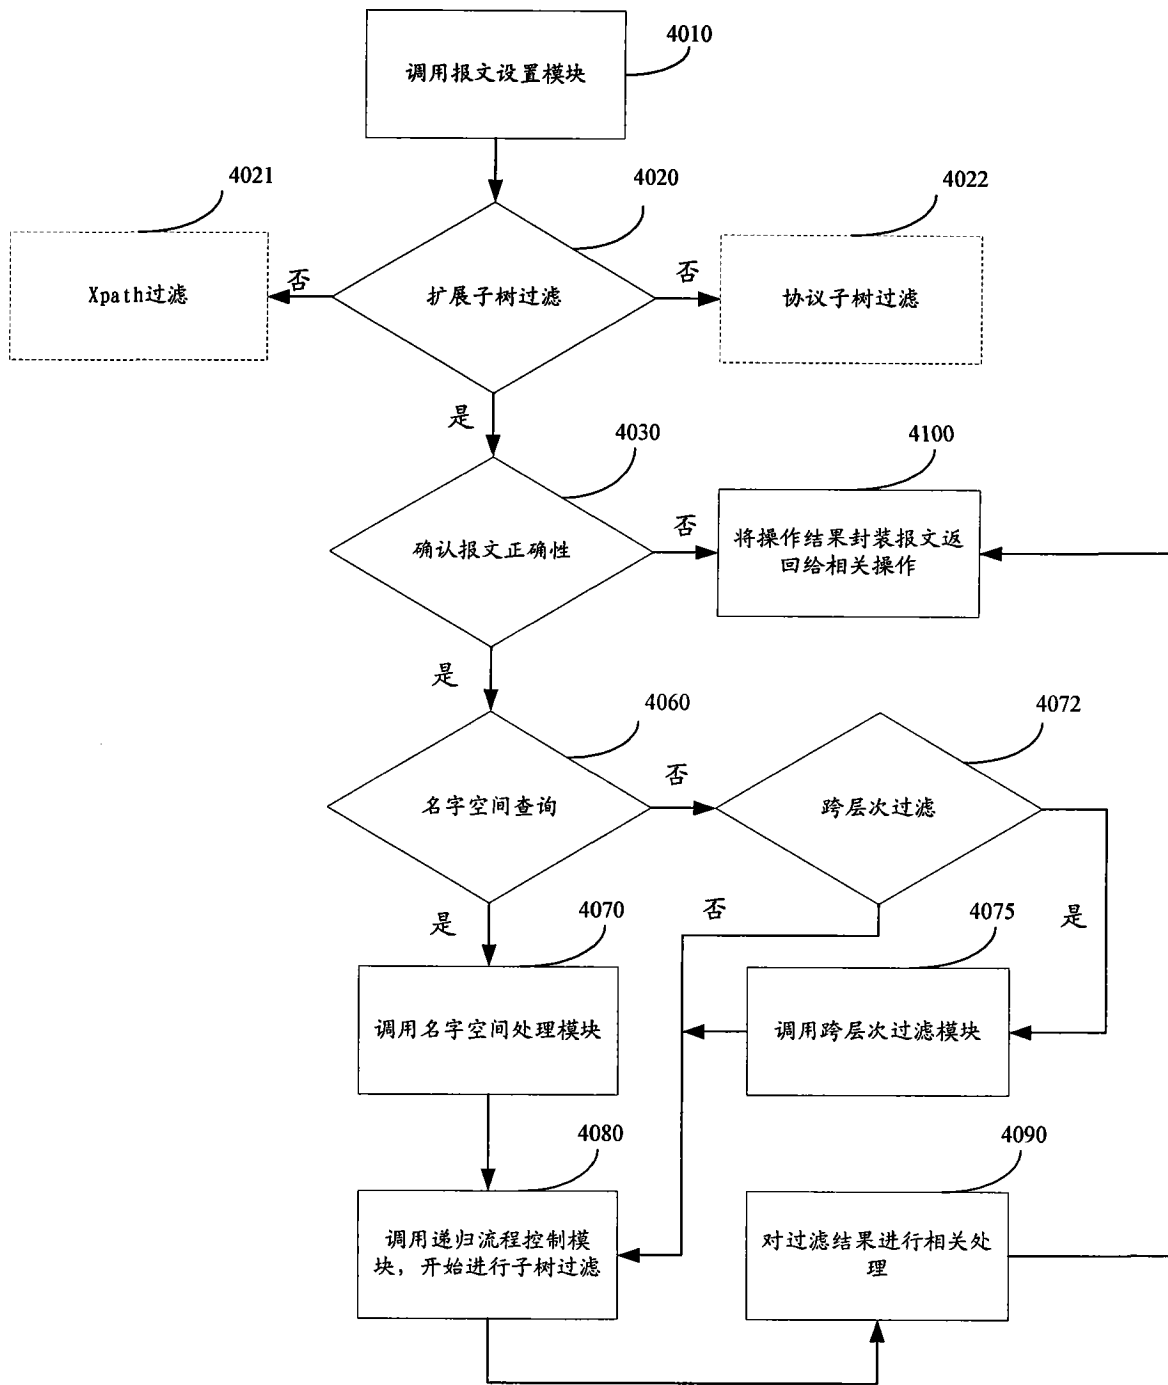 4010
调用报文设置模块
4021
4020
4022
Xpath过滤
否
扩展子树过滤
否
协议子树过滤
是
4030
4100
确认报文正确性
否
将操作结果封装报文返
回给相关操作
是
4060
4072
名字空间查询
否
跨层次过滤
是
4070
否
4075
是
调用名字空间处理模块
调用跨层次过滤模块
4080
4090
调用递归流程控制模
块，开始进行子树过滤
对过滤结果进行相关处
理